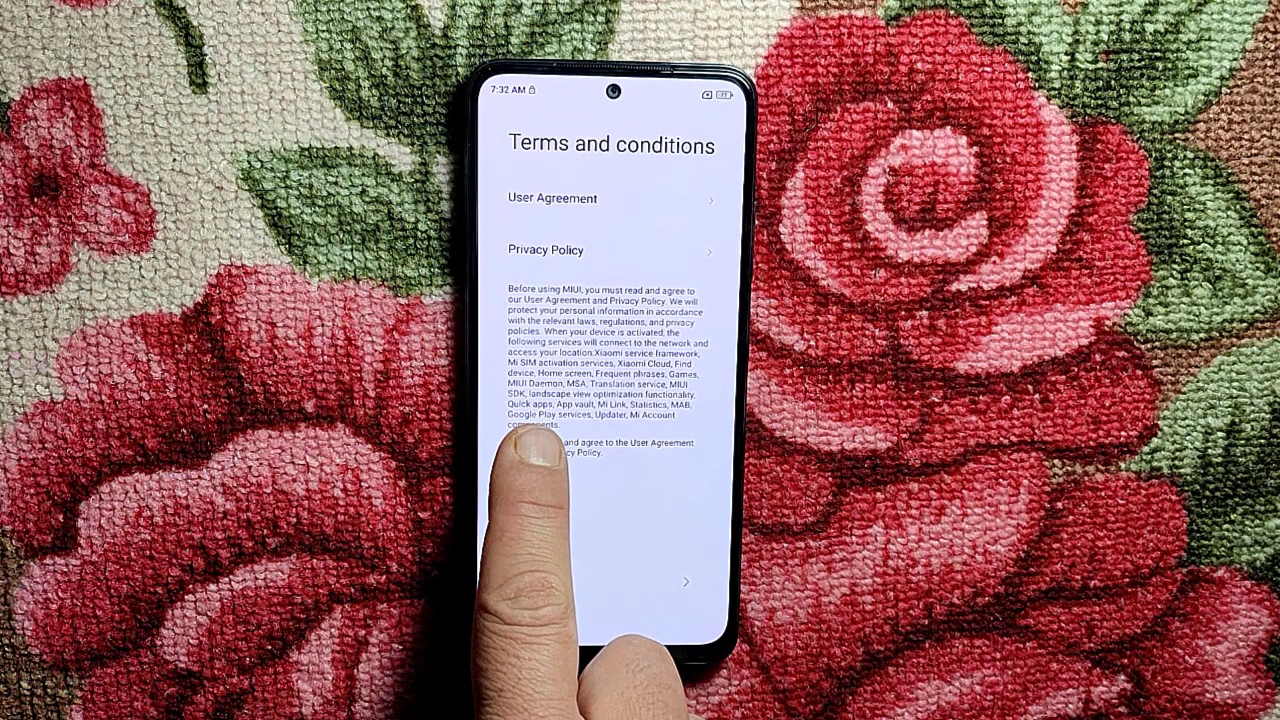 7:32 AM
77
Terms and conditions
User Agreement
Privacy Policy
Before using MIUI, you must read and agree to
our User Agreement and Privacy Policy. We will
protect your personal information in accordance
with the relevant laws, regulations, and privacy
policies. When your device is activated, the
following services will connect to the network and
access your location:Xiaomi service framework,
Mi SIM activation services, Xiaomi Cloud, Find
device, Home screen, Frequent phrases, Games,
MIUI Daemon, MSA, Translation service, MIUI
SDK, landscape view optimization functionality,
Quick apps, App vault, Mi Link, Statistics, MAB,
Google Play services, Updater, Mi Account
components.
and agree to the User Agreement
Policy.